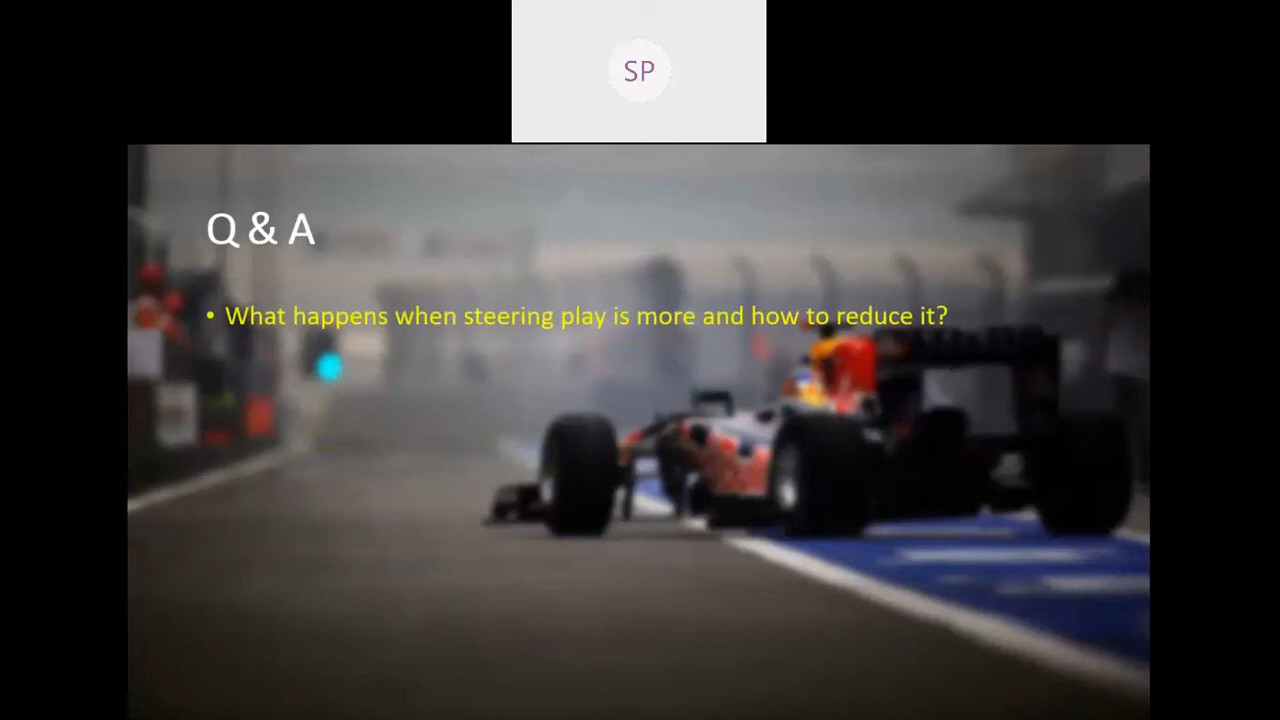 SP
Q & A
• What happens when steering play is more and how to reduce it?